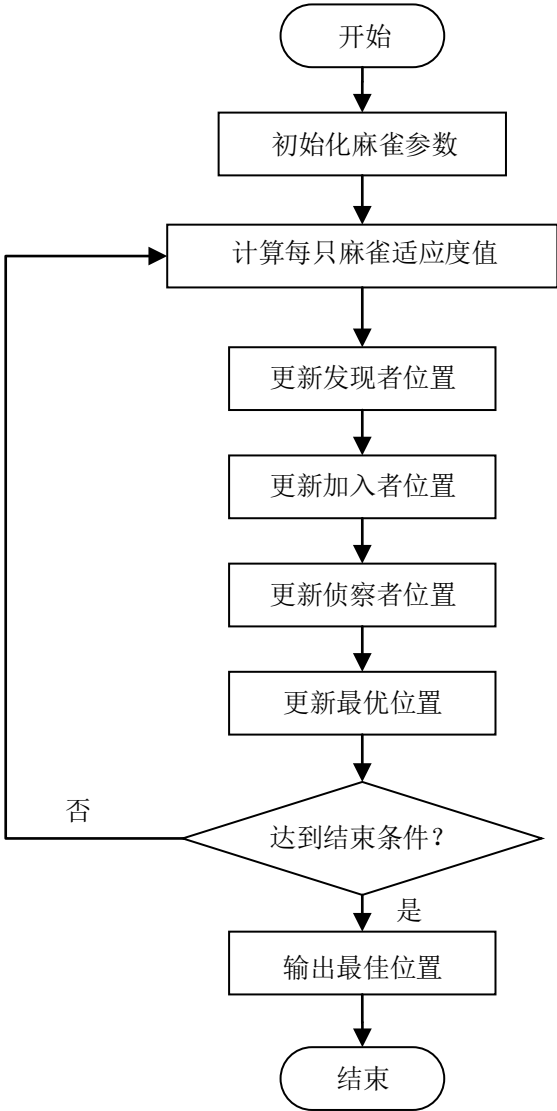 开始
初始化麻雀参数
计算每只麻雀适应度值
更新发现者位置
更新加入者位置
更新侦察者位置
更新最优位置
否
达到结束条件？
是
输出最佳位置
结束